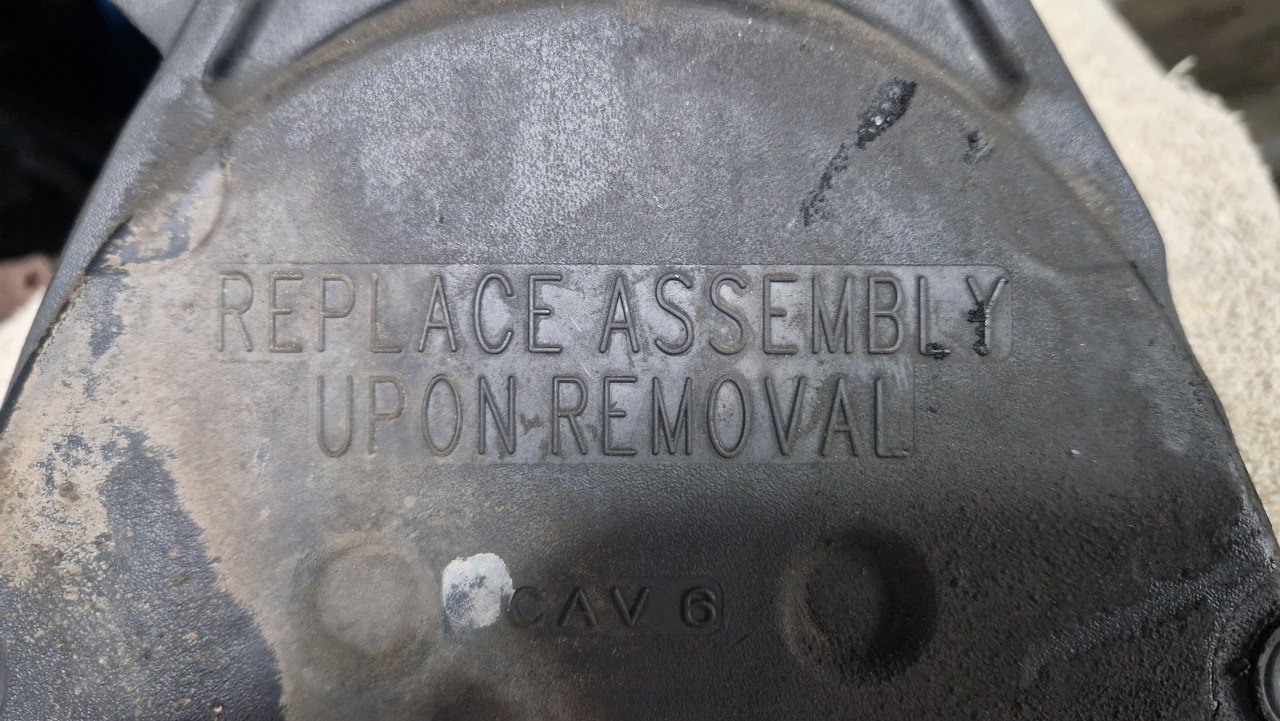 REPLACE ASSEMBLY
UPON REMOVAL
CAV 6